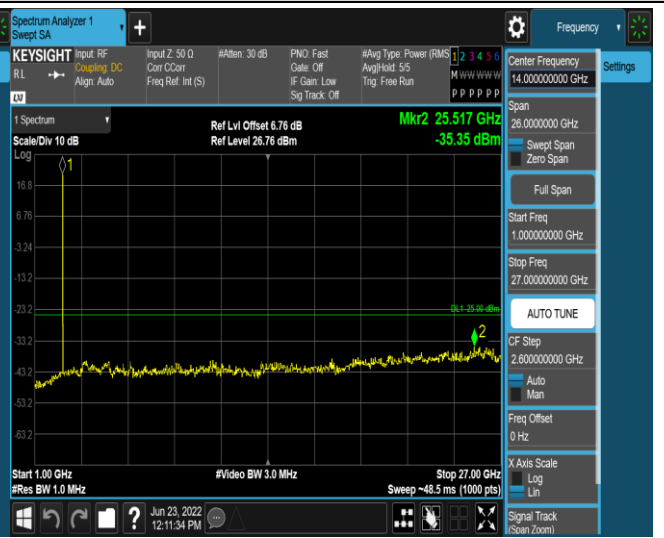 Spectrum Analyzer 1
Swept SA
+
Frequency
KEYSIGHT
RL
LXI
Input: RF
Coupling: DC
Align: Auto
Input Z: 50 Ω
Corr CCorr
Freq Ref: Int (S)
#Atten: 30 dB
PNO: Fast
Gate: Off
IF Gain: Low
Sig Track: Off
#Avg Type: Power (RMS
Avg|Hold: 5/5
Trig: Free Run
1 2 3 4 5 6
M W W W W W
P P P P P P
Settings
1 Spectrum
Scale/Div 10 dB
Ref Lvl Offset 6.76 dB
Ref Level 26.76 dBm
Mkr2 25.517 GHz
-35.35 dBm
Log
1
16.8
6.76
-3.24
-13.2
-23.2
DL1 -25.00 dBm
2
-33.2
-43.2
-53.2
-63.2
Start 1.00 GHz
#Res BW 1.0 MHz
#Video BW 3.0 MHz
Stop 27.00 GHz
Sweep ~48.5 ms (1000 pts)
Center Frequency
14.000000000 GHz
Span
26.0000000 GHz
Swept Span
Zero Span
Full Span
Start Freq
1.000000000 GHz
Stop Freq
27.000000000 GHz
AUTO TUNE
CF Step
2.600000000 GHz
Auto
Man
Freq Offset
0 Hz
X Axis Scale
Log
Lin
Signal Track
(Span Zoom)
?
Jun 23, 2022
12:11:34 PM